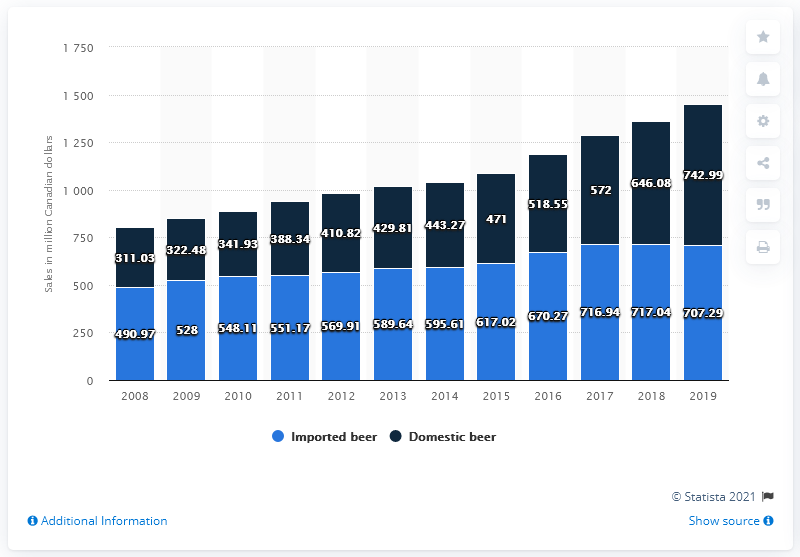 Sales in million Canadian dollars
1 750
1 500
1 250
1 000
750
500
250
0
311.03 322.48 341.93 388.34 410.82 429.81 443.27 471 518.55 572 646.08 742.99
490.97 528 548.11 551.17 569.91 589.64 595.61 617.02 670.27 716.94 717.04 707.29
2008 2009 2010 2011 2012 2013 2014 2015 2016 2017 2018 2019
Imported beer Domestic beer
© Statista 2021
Additional Information Show source